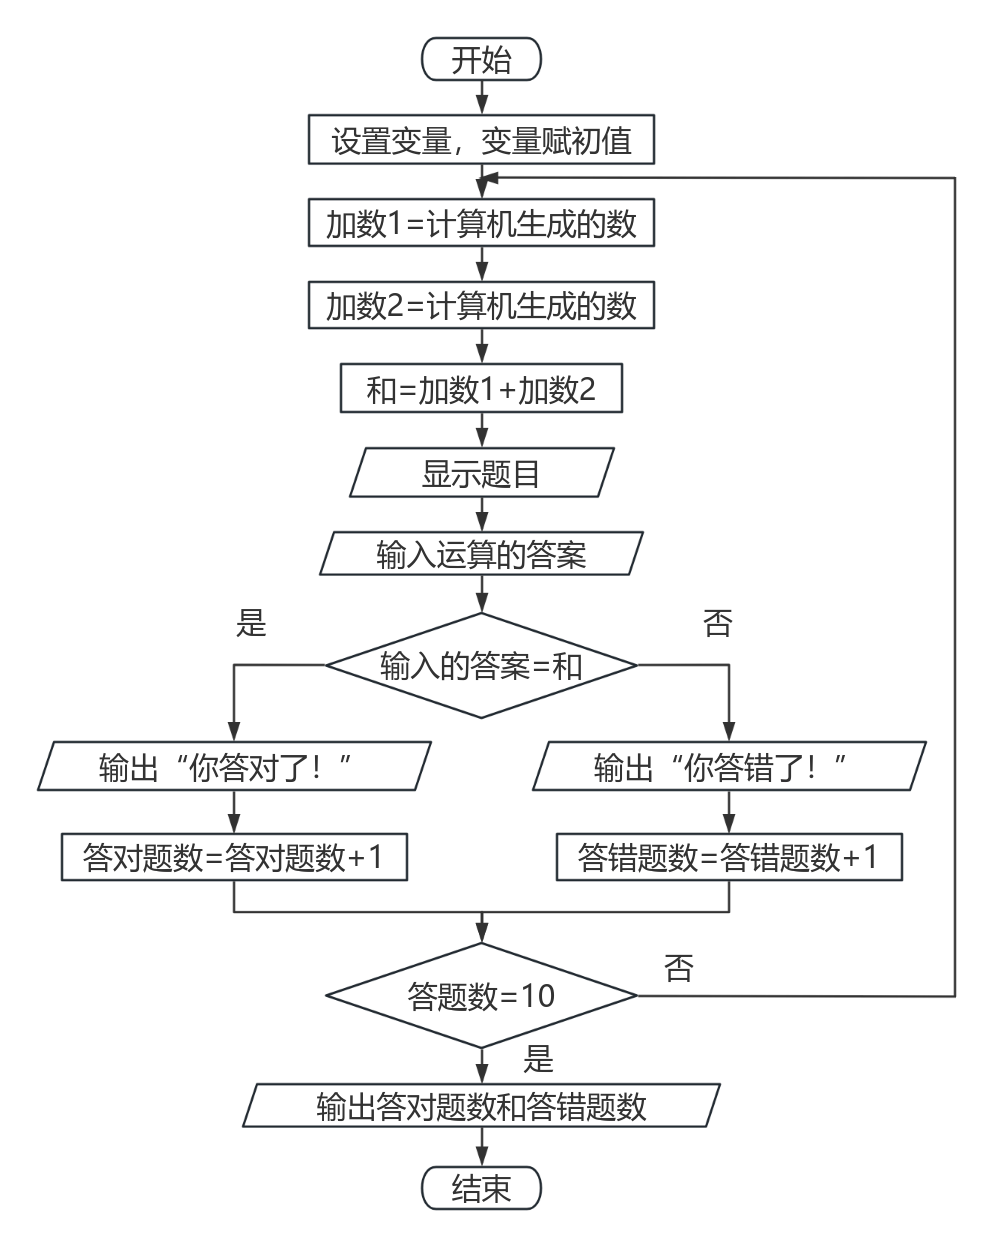 开始
设置变量，变量赋初值
加数1=计算机生成的数
加数2=计算机生成的数
和=加数1+加数2
显示题目
输入运算的答案
是
否
输入的答案=和
输出“你答对了！”
输出“你答错了！”
答对题数=答对题数+1
答错题数=答错题数+1
否
答题数=10
是
输出答对题数和答错题数
结束